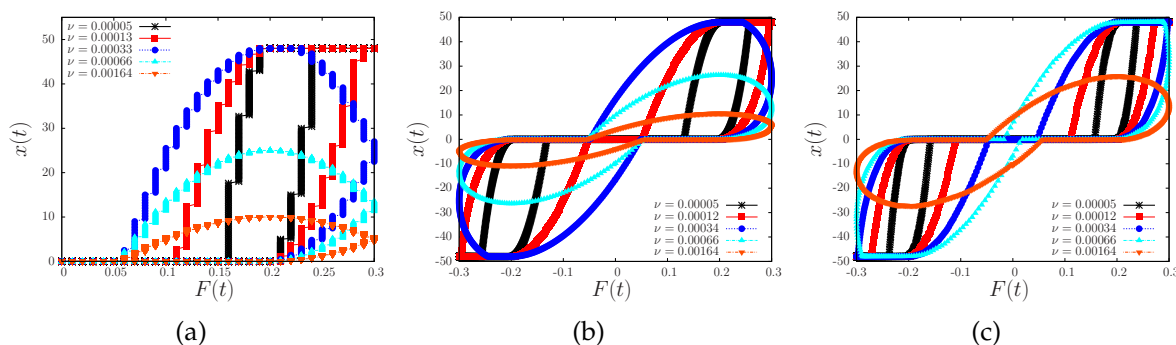 50
40
30
20
10
0
x(t)
ν = 0.00005
ν = 0.00013
ν = 0.00033
ν = 0.00066
ν = 0.00164
0 0.05 0.1 0.15 0.2 0.25 0.3
F(t)
(a)
50
40
30
20
10
0
-10
-20
-30
-40
-50
x(t)
ν = 0.00005
ν = 0.00012
ν = 0.00034
ν = 0.00066
ν = 0.00164
-0.3 -0.2 -0.1 0 0.1 0.2 0.3
F(t)
(b)
50
40
30
20
10
0
-10
-20
-30
-40
-50
x(t)
ν = 0.00005
ν = 0.00012
ν = 0.00034
ν = 0.00066
ν = 0.00164
-0.3 -0.2 -0.1 0 0.1 0.2 0.3
F(t)
(c)